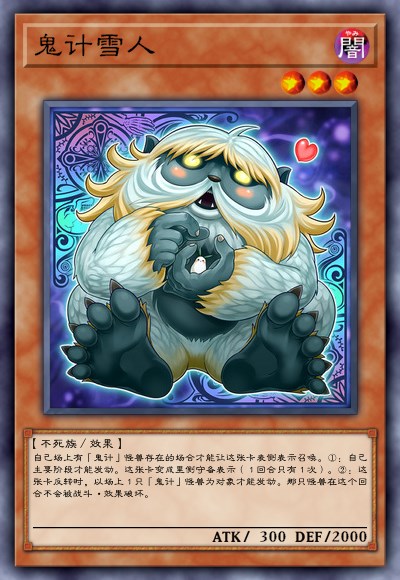 鬼计雪人
やみ
闇
【不死族/效果】
自己场上有「鬼计」怪兽存在的场合才能让这张卡表侧表示召唤。①：自己
主要阶段才能发动。这张卡变成里侧守备表示（1回合只有1次）。②：这
张卡反转时，以场上1只「鬼计」怪兽为对象才能发动。那只怪兽在这个回
合不会被战斗·效果破坏。
ATK/ 300 DEF/2000